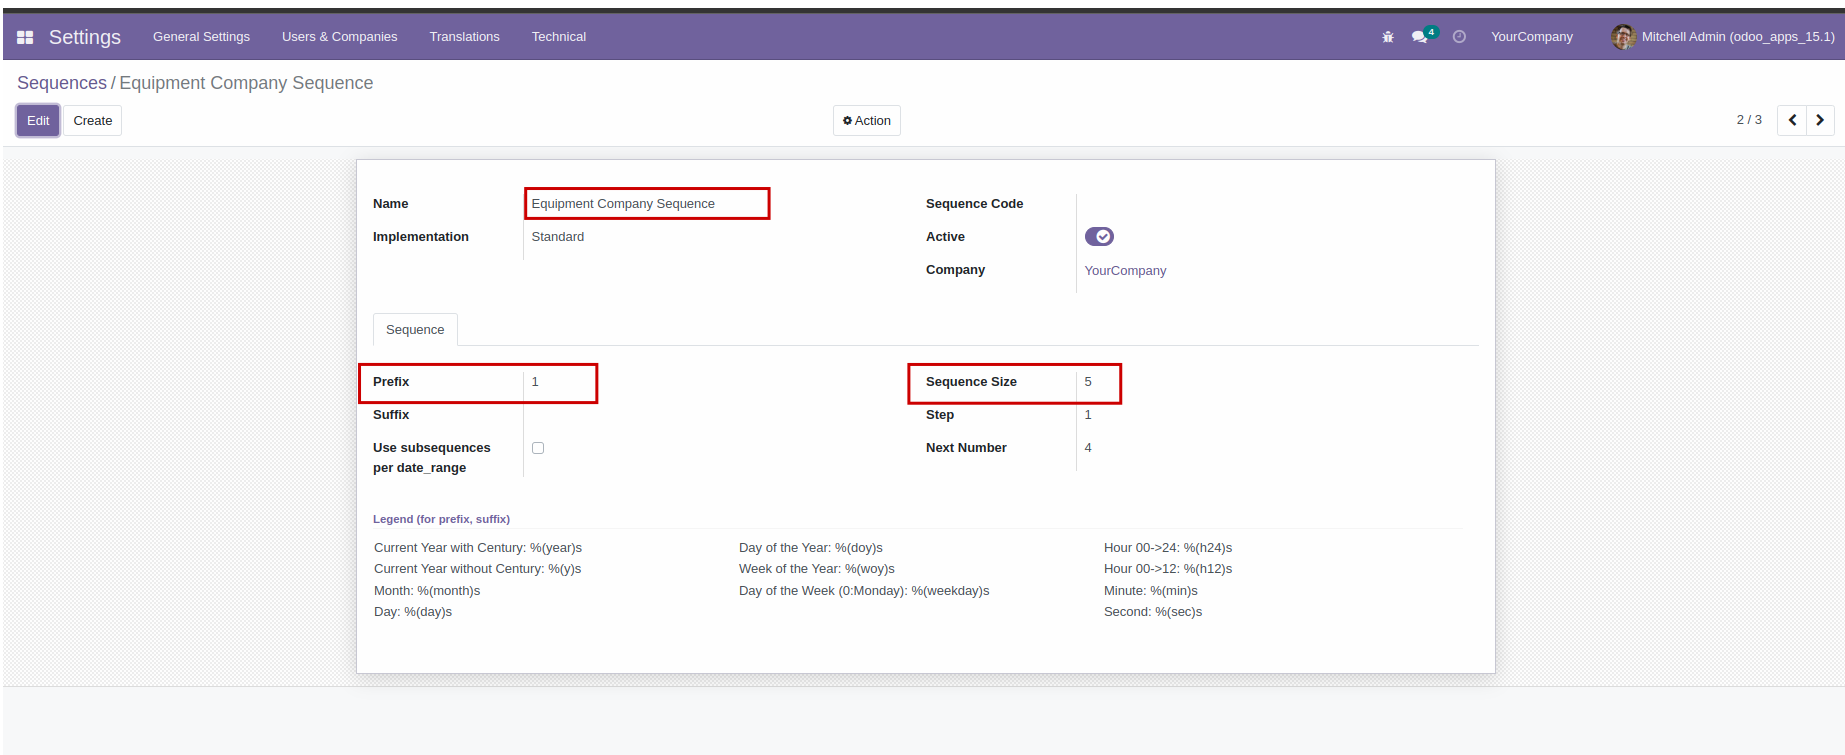 Settings General Settings Users & Companies Translations Technical 4 YourCompany Mitchell Admin (odoo_apps_15.1)
Sequences / Equipment Company Sequence
Edit Create Action 2 / 3
Name Equipment Company Sequence Sequence Code
Implementation Standard Active
Company YourCompany
Sequence
Prefix 1 Sequence Size 5
Suffix Step 1
Use subsequences Next Number 4
per date_range
Legend (for prefix, suffix)
Current Year with Century: %(year)s Day of the Year: %(doy)s Hour 00->24: %(h24)s
Current Year without Century: %(y)s Week of the Year: %(woy)s Hour 00->12: %(h12)s
Month: %(month)s Day of the Week (0:Monday): %(weekday)s Minute: %(min)s
Day: %(day)s Second: %(sec)s